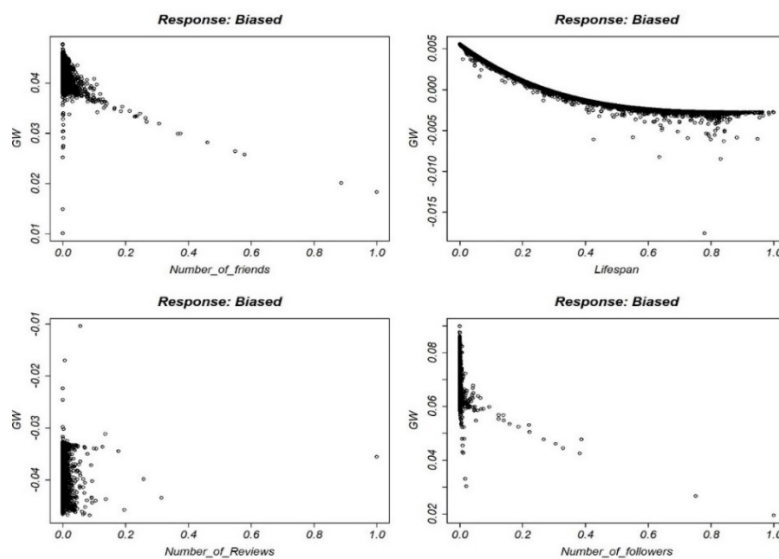 Response: Biased
GW
0.01 0.02 0.03 0.04
0.0 0.2 0.4 0.6 0.8 1.0
Number_of_friends
Response: Biased
GW
-0.015 -0.010 -0.005 0.000 0.005
0.0 0.2 0.4 0.6 0.8 1.0
Lifespan
Response: Biased
GW
-0.04 -0.03 -0.02 -0.01
0.0 0.2 0.4 0.6 0.8 1.0
Number_of_Reviews
Response: Biased
GW
0.02 0.04 0.06 0.08
0.0 0.2 0.4 0.6 0.8 1.0
Number_of_followers